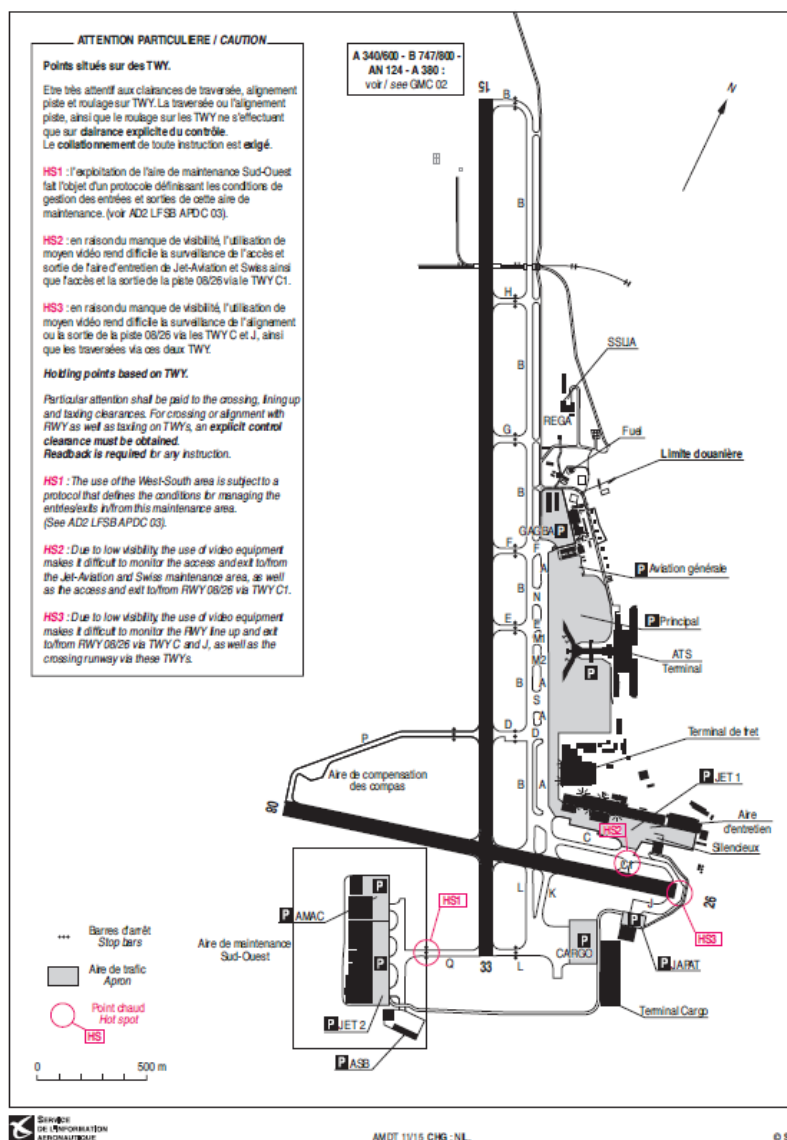 ATTENTION PARTICULIERE / CAUTION
Points situés sur des TWY.
Etre très attentif aux clairances de traversée, alignement
piste et roulage sur TWY. La traversée ou l'alignement
piste, ainsi que le roulage sur les TWY ne s'effectuent
que sur clairance explicite du contrôle.
Le collationnement de toute instruction est exigé.
HS1 : l'exploitation de l'aire de maintenance Sud-Ouest
fait l'objet d'un protocole définissant les conditions de
gestion des entrées et sorties de cette aire de
maintenance. (voir AD2 LFSB APDC 03).
HS2 : en raison du manque de visibilité, l'utilisation de
moyen vidéo rend difficile la surveillance de l'accès et
sortie de l'aire d'entretien de Jet-Aviation et Swiss ainsi
que l'accès et la sortie de la piste 08/26 via le TWY C1.
HS3 : en raison du manque de visibilité, l'utilisation de
moyen vidéo rend difficile la surveillance de l'alignement
ou la sortie de la piste 08/26 via les TWY C et J, ainsi
que les traversées via ces deux TWY.
Holding points based on TWY.
Particular attention shall be paid to the crossing, lining up
and taxiing clearances. For crossing or alignment with
RWY as well as taxiing on TWYs, an explicit control
clearance must be obtained.
Readback is required for any instruction.
HS1 : The use of the West-South area is subject to a
protocol that defines the conditions for managing the
entries/exits in/from this maintenance area.
(See AD2 LFSB APDC 03).
HS2 : Due to low visibility, the use of video equipment
makes it difficult to monitor the access and exit to/from
the Jet-Aviation and Swiss maintenance area, as well
as the access and exit to/from RWY 08/26 via TWY C1.
HS3 : Due to low visibility, the use of video equipment
makes it difficult to monitor the RWY line up and exit
to/from RWY 08/26 via TWY C and J, as well as the
crossing runway via these TWYs.
A 340/600 - B 747/800 -
AN 124 - A 380 :
voir / see GMC 02
15
B
N
B
H
B
SSLIA
REGA
G
Fuel
Limite douanière
B
GAGBA P
F
F
A
P Aviation générale
B
N
P Principal
E
E
M1
M2
ATS
Terminal
P
B
A
S
A
D
D
P
Terminal de fret
Aire de compensation
des compas
B
A
P JET 1
08
HS2
Aire
d'entretien
C
Silencieux
C1
L
K
J
26
P
P AMAC
HS1
P
HS3
Aire de maintenance
Sud-Ouest
P
P
CARGO
P JAPAT
Q
33
L
P JET 2
Terminal Cargo
P ASB
Barres d'arrêt
Stop bars
Aire de trafic
Apron
Point chaud
Hot spot
HS
0
500 m
SERVICE
DE L'INFORMATION
AERONAUTIQUE
AMDT 11/15 CHG : NIL.
©